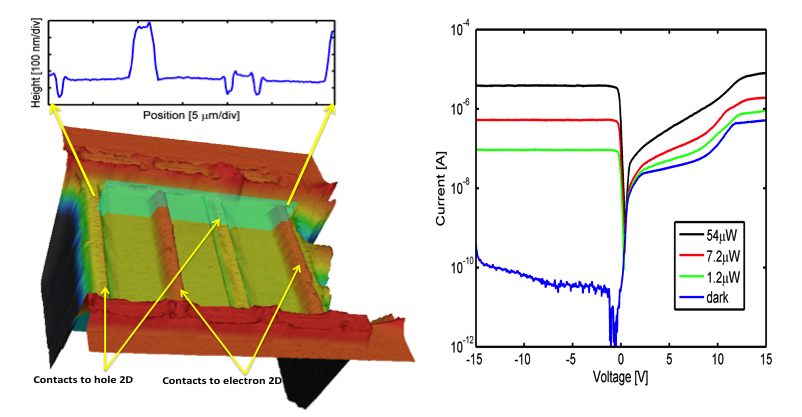 Height [100 nm/div]
Position [5 μm/div]
Contacts to hole 2D
Contacts to electron 2D
Current [A]
10⁻⁴
10⁻⁶
10⁻⁸
10⁻¹⁰
10⁻¹²
54μW
7.2μW
1.2μW
dark
-15 -10 -5 0 5 10 15
Voltage [V]